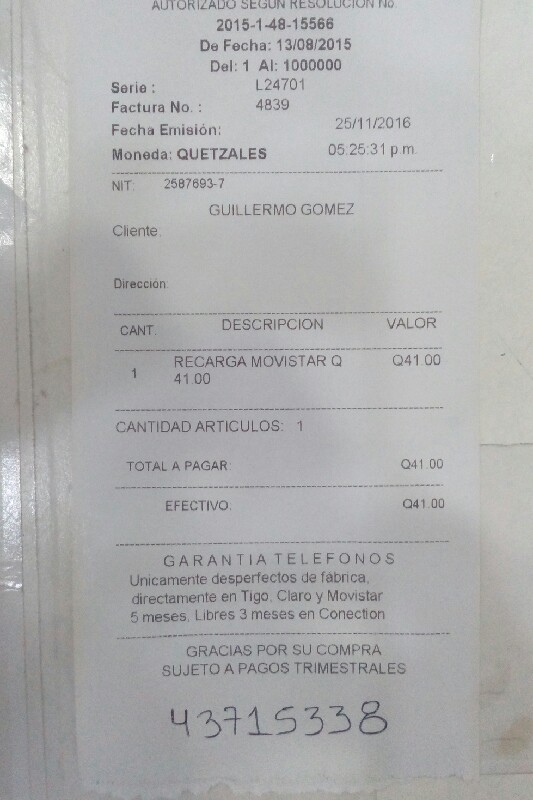 AUTORIZADO SEGUN RESOLUCION No.
2015-1-48-15566
De Fecha: 13/08/2015
Del: 1 Al: 1000000
Serie : L24701
Factura No. : 4839
Fecha Emisión: 25/11/2016
Moneda: QUETZALES 05:25:31 p.m.
NIT: 2587693-7
GUILLERMO GOMEZ
Cliente:
Dirección:
CANT. DESCRIPCION VALOR
1 RECARGA MOVISTAR Q Q41.00
41.00
CANTIDAD ARTICULOS: 1
TOTAL A PAGAR: Q41.00
EFECTIVO. Q41.00
GARANTIA TELEFONOS
Unicamente desperfectos de fábrica,
directamente en Tigo, Claro y Movistar
5 meses, Libres 3 meses en Conection
GRACIAS POR SU COMPRA
SUJETO A PAGOS TRIMESTRALES
43715338